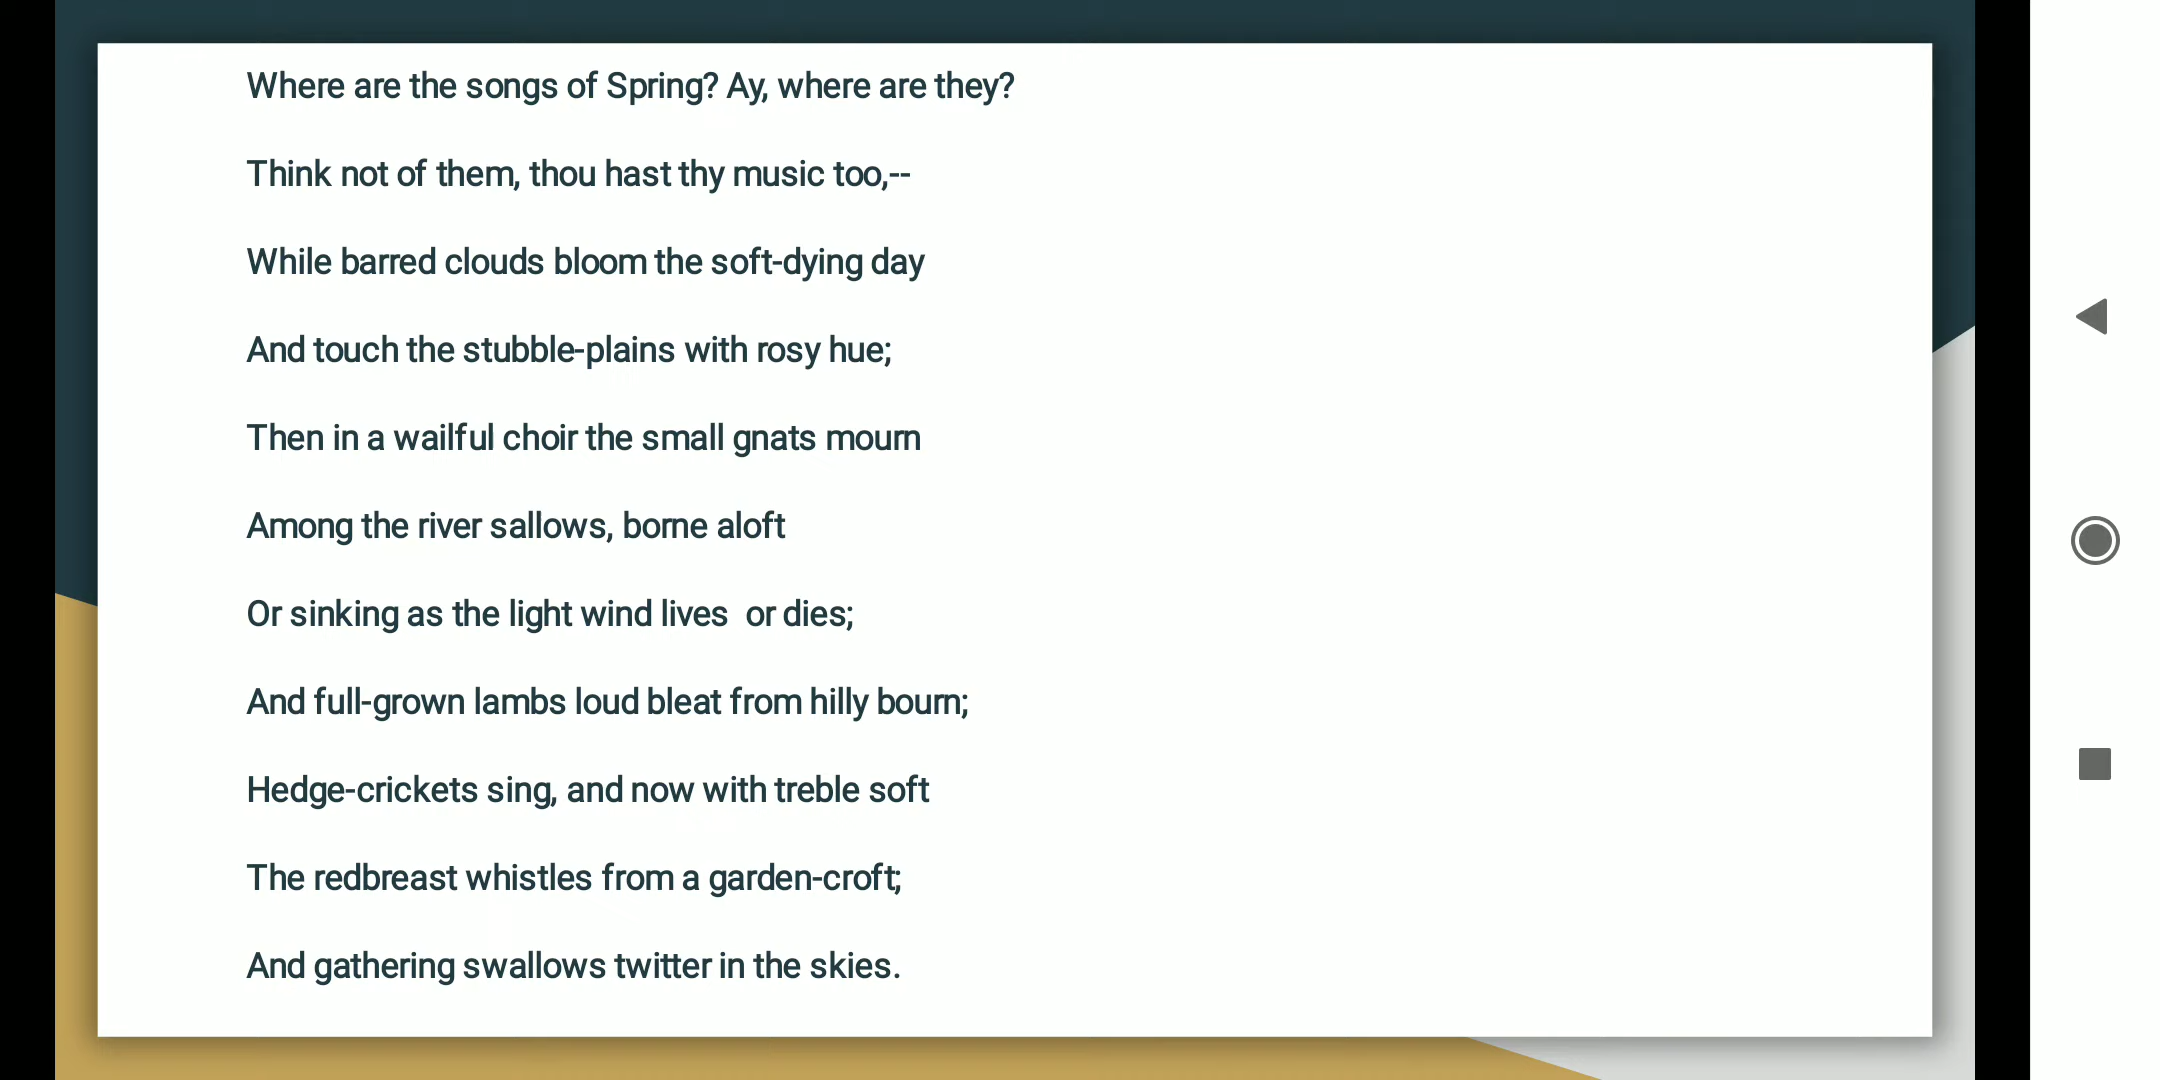 Where are the songs of Spring? Ay, where are they?
Think not of them, thou hast thy music too,--
While barred clouds bloom the soft-dying day
And touch the stubble-plains with rosy hue;
Then in a wailful choir the small gnats mourn
Among the river sallows, borne aloft
Or sinking as the light wind lives  or dies;
And full-grown lambs loud bleat from hilly bourn;
Hedge-crickets sing, and now with treble soft
The redbreast whistles from a garden-croft;
And gathering swallows twitter in the skies.